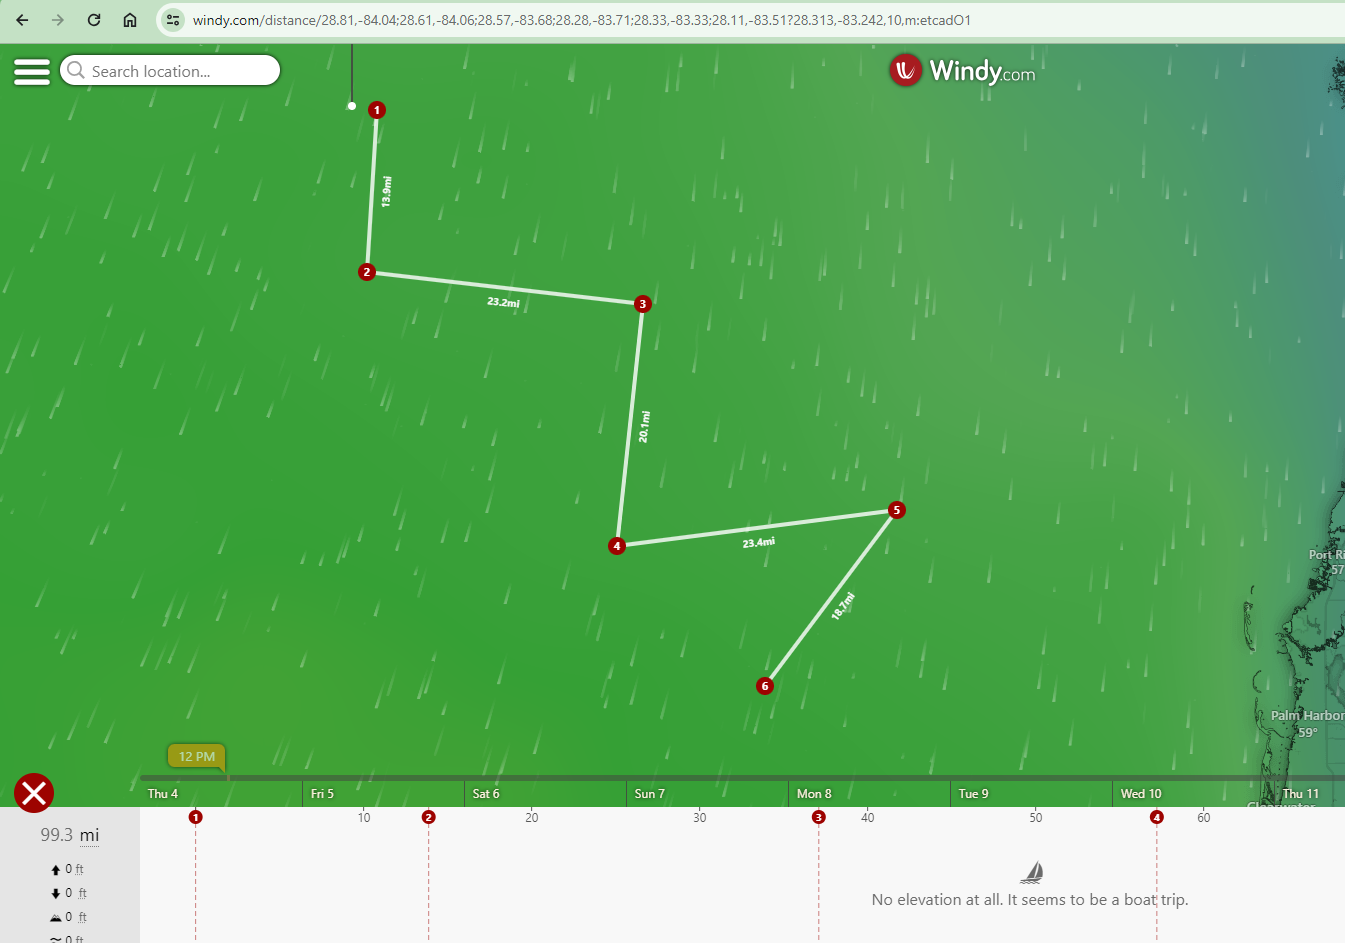 windy.com/distance/28.81,-84.04;28.61,-84.06;28.57,-83.68;28.28,-83.71;28.33,-83.33;28.11,-83.51?28.313,-83.242,10,m:etcadO1
Search location...
Windy.com
1
13.9mi
2
23.2mi
3
20.1mi
4
23.4mi
5
18.7mi
6
57
Palm Harbor
59°
12 PM
Thu 4
Fri 5
Sat 6
Sun 7
Mon 8
Tue 9
Wed 10
Thu 11
1
10
2
20
30
3
40
50
4
60
99.3 mi
0 ft
0 ft
0 ft
0 ft
No elevation at all. It seems to be a boat trip.